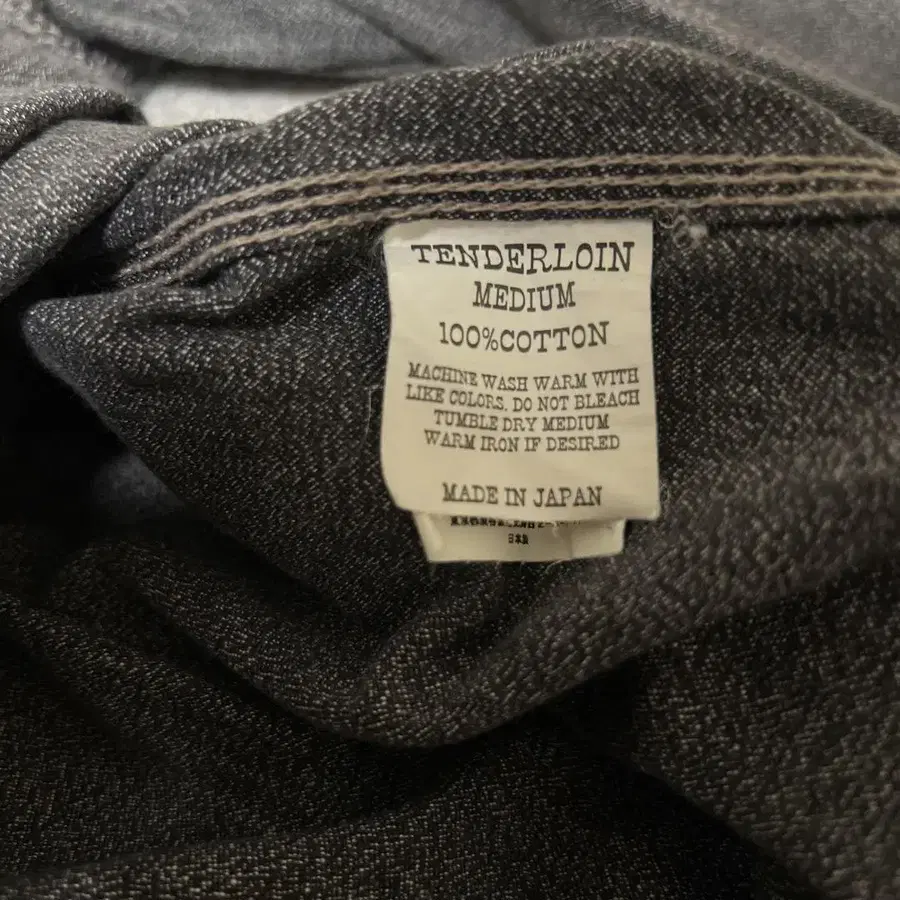 TENDERLOIN
MEDIUM
100%COTTON
MACHINE WASH WARM WITH
LIKE COLORS. DO NOT BLEACH
TUMBLE DRY MEDIUM
WARM IRON IF DESIRED
MADE IN JAPAN